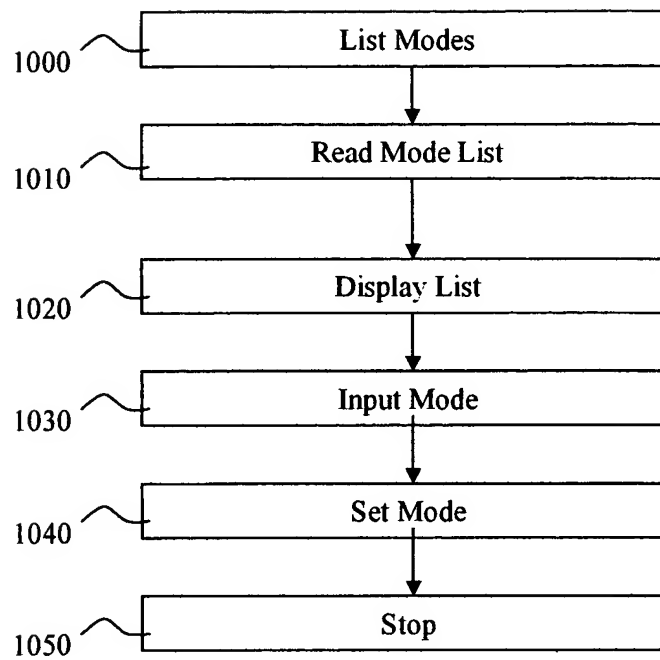 List Modes
1000
Read Mode List
1010
Display List
1020
Input Mode
1030
Set Mode
1040
Stop
1050